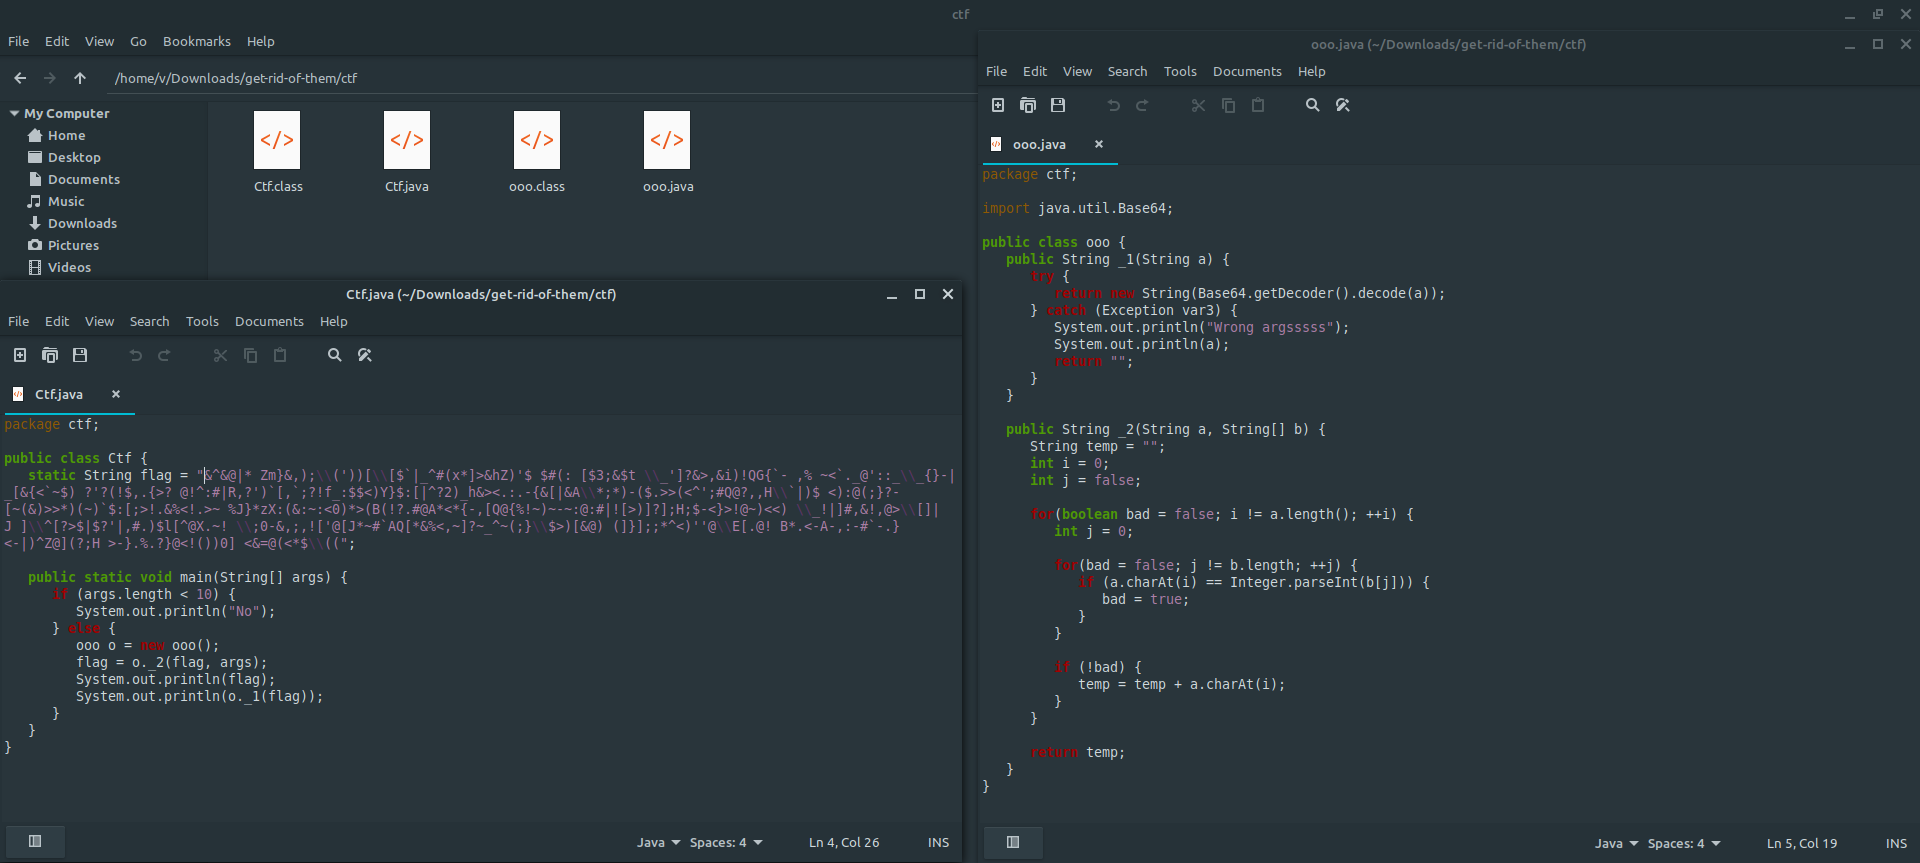 ctf
File Edit View Go Bookmarks Help
/home/v/Downloads/get-rid-of-them/ctf
My Computer
Home
Desktop
Documents
Music
Downloads
Pictures
Videos
Ctf.class Ctf.java ooo.class ooo.java
Ctf.java (~/Downloads/get-rid-of-them/ctf)
File Edit View Search Tools Documents Help
Ctf.java
package ctf;
public class Ctf {
static String flag = "&^&@|* Zm}&,);\\('))[\\[$`|_^#(x*]>&hZ)'$ $#(: [$3;&$t \\_']?&>,&i)!QG{`- ,% ~<`._@'::_\\_{}-|
_[&{<`~$) ?'?(!$,.{>? @!^:#|R,?')`[,`;?!f_:$$<)Y}$:[|^?2)_h&><.:.-{&[|&A\\*;*)-($.>>(<^';#Q@?,,H\\`|)$ <):@(;}?-
[~(&)>>*)(~)`$:[;>!.&%<!.>~ %J}*zX:(&:~:<0)*>(B(!?.#@A*<*{-,[Q@{%!~)~-~:@:#|![>)]?];H;$-<}>!@~)<<) \\_!|]#,&!,@>\\[]|
J ]\\^[?>$|$?'|,#.)$l[^@X.~! \\;0-&,;,!['@[J*~#`AQ[*&%<,~]?~_^~(;}\\$>)[&@) (]}];;*^<)''@\\E[.@! B*.<-A-,:-#`-.}
<-|)^Z@](?;H >-}.%.?}@<!())0] <&=@(<*$\\((";
public static void main(String[] args) {
if (args.length < 10) {
System.out.println("No");
} else {
ooo o = new ooo();
flag = o._2(flag, args);
System.out.println(flag);
System.out.println(o._1(flag));
}
}
}
Java Spaces: 4 Ln 4, Col 26 INS
ooo.java (~/Downloads/get-rid-of-them/ctf)
File Edit View Search Tools Documents Help
ooo.java
package ctf;
import java.util.Base64;
public class ooo {
public String _1(String a) {
try {
return new String(Base64.getDecoder().decode(a));
} catch (Exception var3) {
System.out.println("Wrong argsssss");
System.out.println(a);
return "";
}
}
public String _2(String a, String[] b) {
String temp = "";
int i = 0;
int j = false;
for(boolean bad = false; i != a.length(); ++i) {
int j = 0;
for(bad = false; j != b.length; ++j) {
if (a.charAt(i) == Integer.parseInt(b[j])) {
bad = true;
}
}
if (!bad) {
temp = temp + a.charAt(i);
}
}
return temp;
}
}
Java Spaces: 4 Ln 5, Col 19 INS